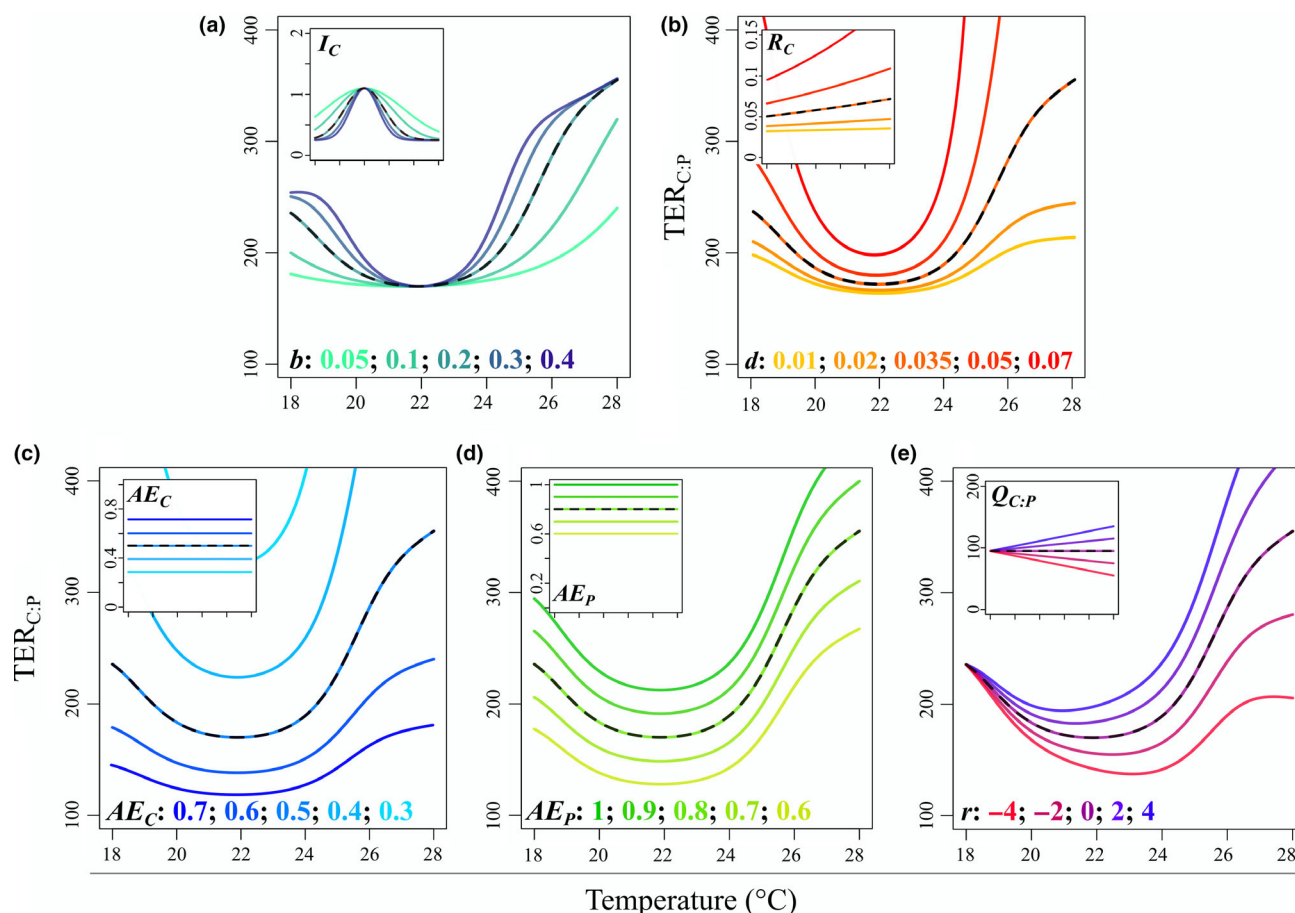 (a)
400
300
200
100
2
1
0
I_C
b: 0.05; 0.1; 0.2; 0.3; 0.4
18 20 22 24 26 28
(b)
TER_C:P
400
300
200
100
0.15
0.1
0.05
0
R_C
d: 0.01; 0.02; 0.035; 0.05; 0.07
18 20 22 24 26 28
(c)
TER_C:P
400
300
200
100
0.8
0.4
0
AE_C
AE_C: 0.7; 0.6; 0.5; 0.4; 0.3
18 20 22 24 26 28
(d)
400
300
200
100
1
0.6
0.2
0
AE_P
AE_P: 1; 0.9; 0.8; 0.7; 0.6
18 20 22 24 26 28
(e)
400
300
200
100
200
100
0
Q_C:P
r: −4; −2; 0; 2; 4
18 20 22 24 26 28
Temperature (°C)